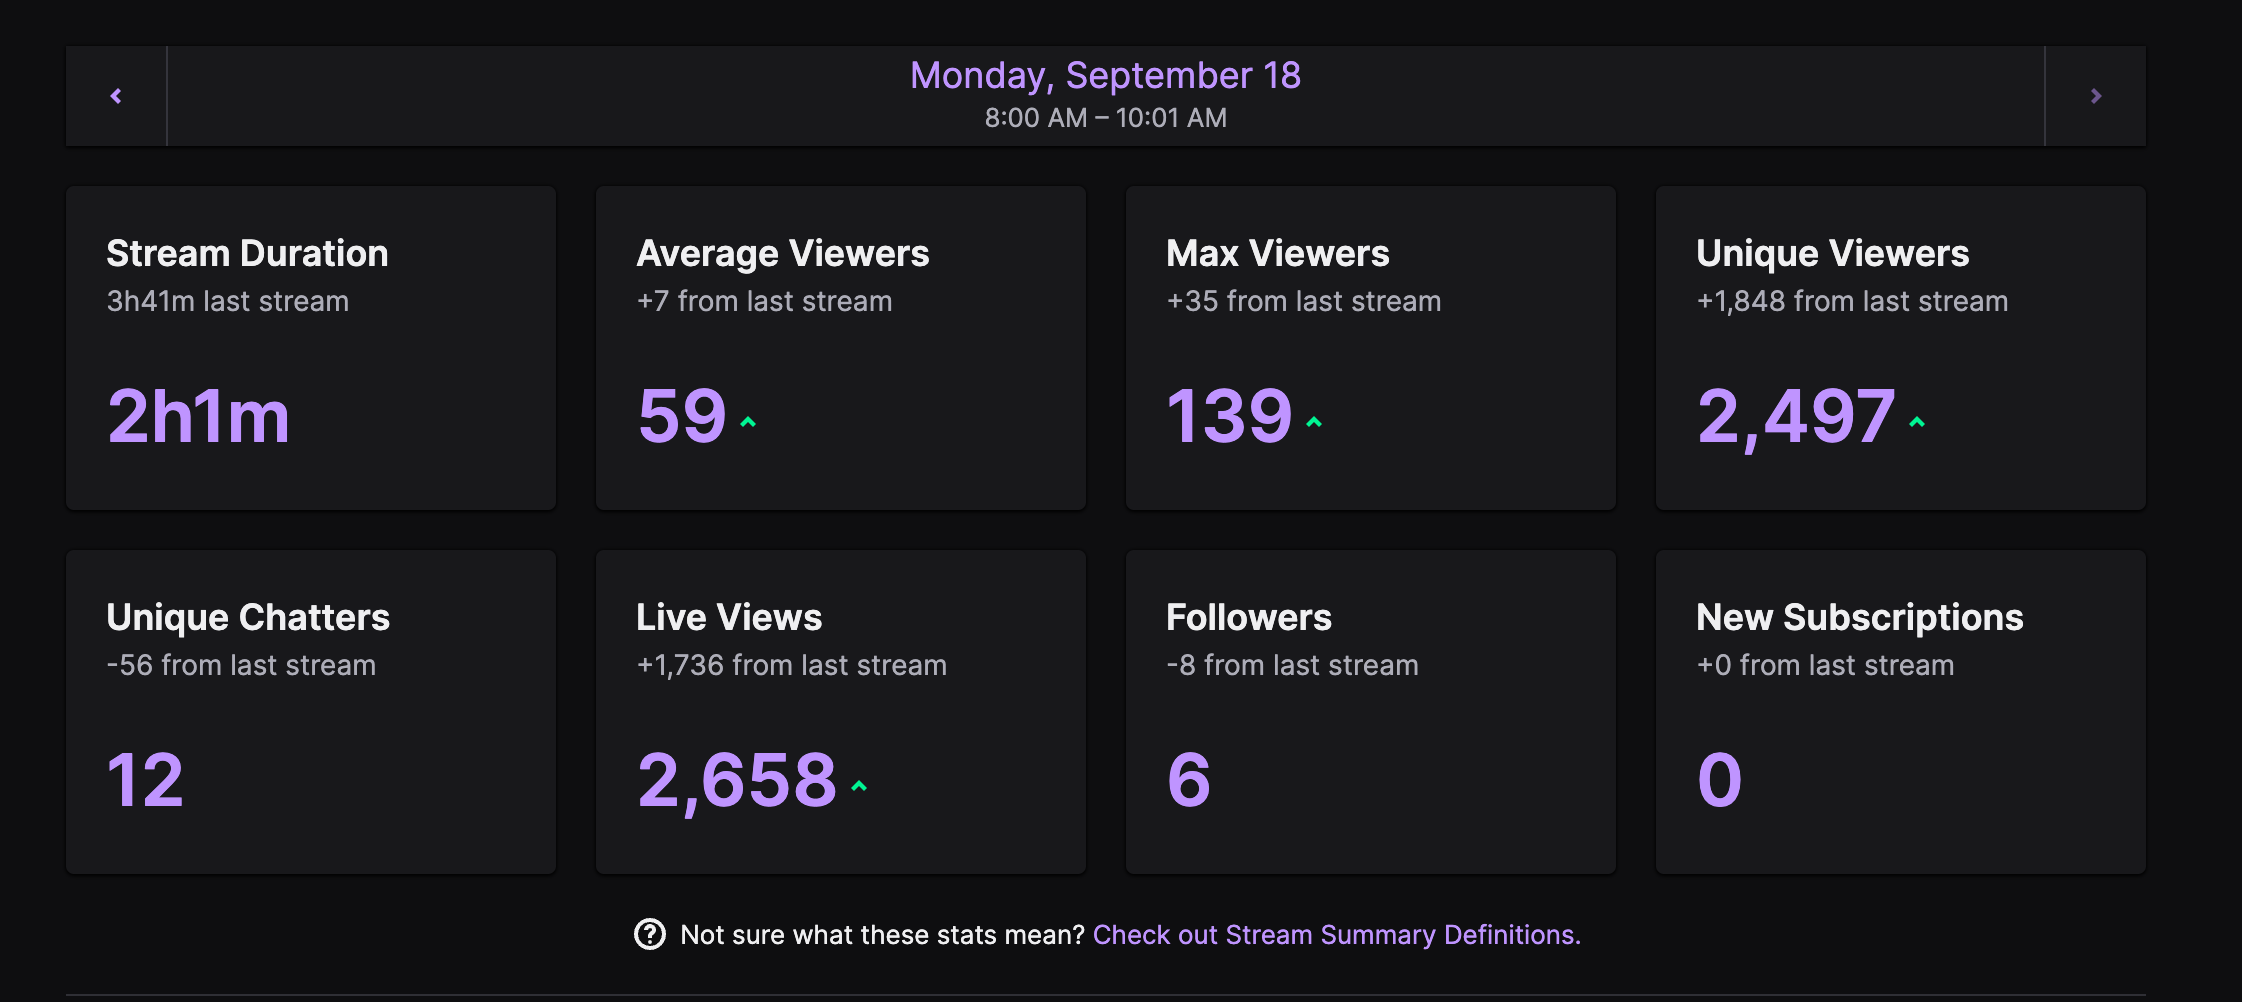 Monday, September 18
8:00 AM – 10:01 AM
Stream Duration
3h41m last stream
2h1m
Average Viewers
+7 from last stream
59
Max Viewers
+35 from last stream
139
Unique Viewers
+1,848 from last stream
2,497
Unique Chatters
-56 from last stream
12
Live Views
+1,736 from last stream
2,658
Followers
-8 from last stream
6
New Subscriptions
+0 from last stream
0
Not sure what these stats mean? Check out Stream Summary Definitions.